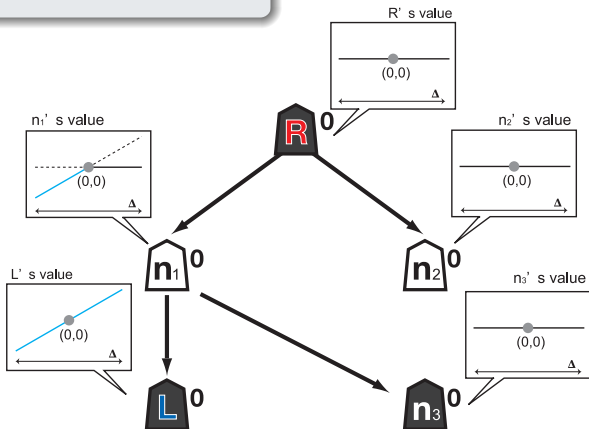 R' s value
(0,0)
Δ
R 0
n₁' s value
(0,0)
Δ
n₂' s value
(0,0)
Δ
n₁ 0
n₂ 0
L' s value
(0,0)
Δ
n₃' s value
(0,0)
Δ
L 0
n₃ 0